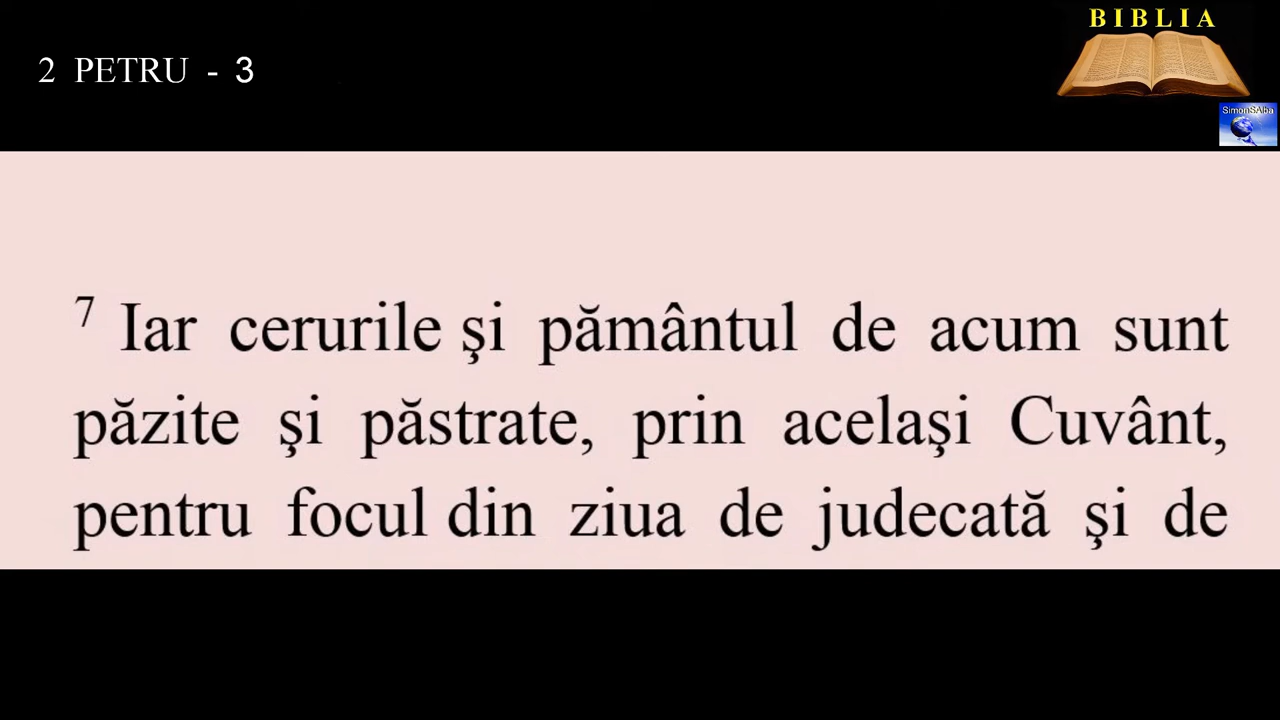 BIBLIA
2 PETRU - 3
SimonSAlba
7 Iar cerurile şi pământul de acum sunt
păzite şi păstrate, prin acelaşi Cuvânt,
pentru focul din ziua de judecată şi de